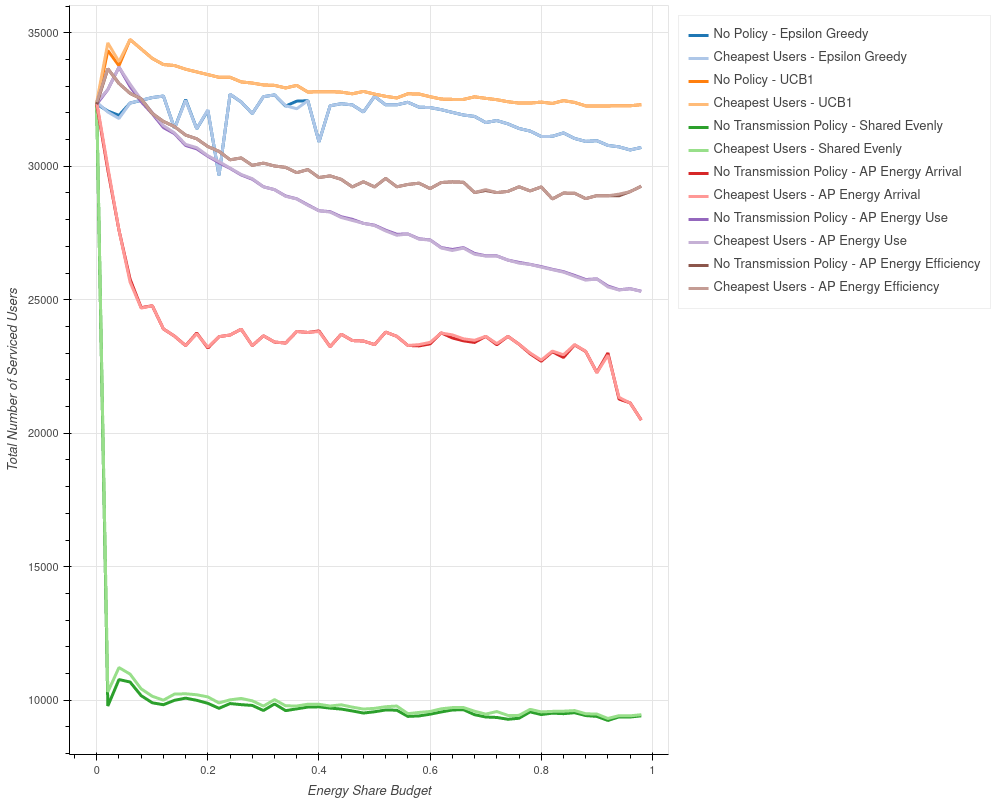 35000
30000
25000
20000
15000
10000
Total Number of Serviced Users
0
0.2
0.4
0.6
0.8
1
Energy Share Budget
No Policy - Epsilon Greedy
Cheapest Users - Epsilon Greedy
No Policy - UCB1
Cheapest Users - UCB1
No Transmission Policy - Shared Evenly
Cheapest Users - Shared Evenly
No Transmission Policy - AP Energy Arrival
Cheapest Users - AP Energy Arrival
No Transmission Policy - AP Energy Use
Cheapest Users - AP Energy Use
No Transmission Policy - AP Energy Efficiency
Cheapest Users - AP Energy Efficiency